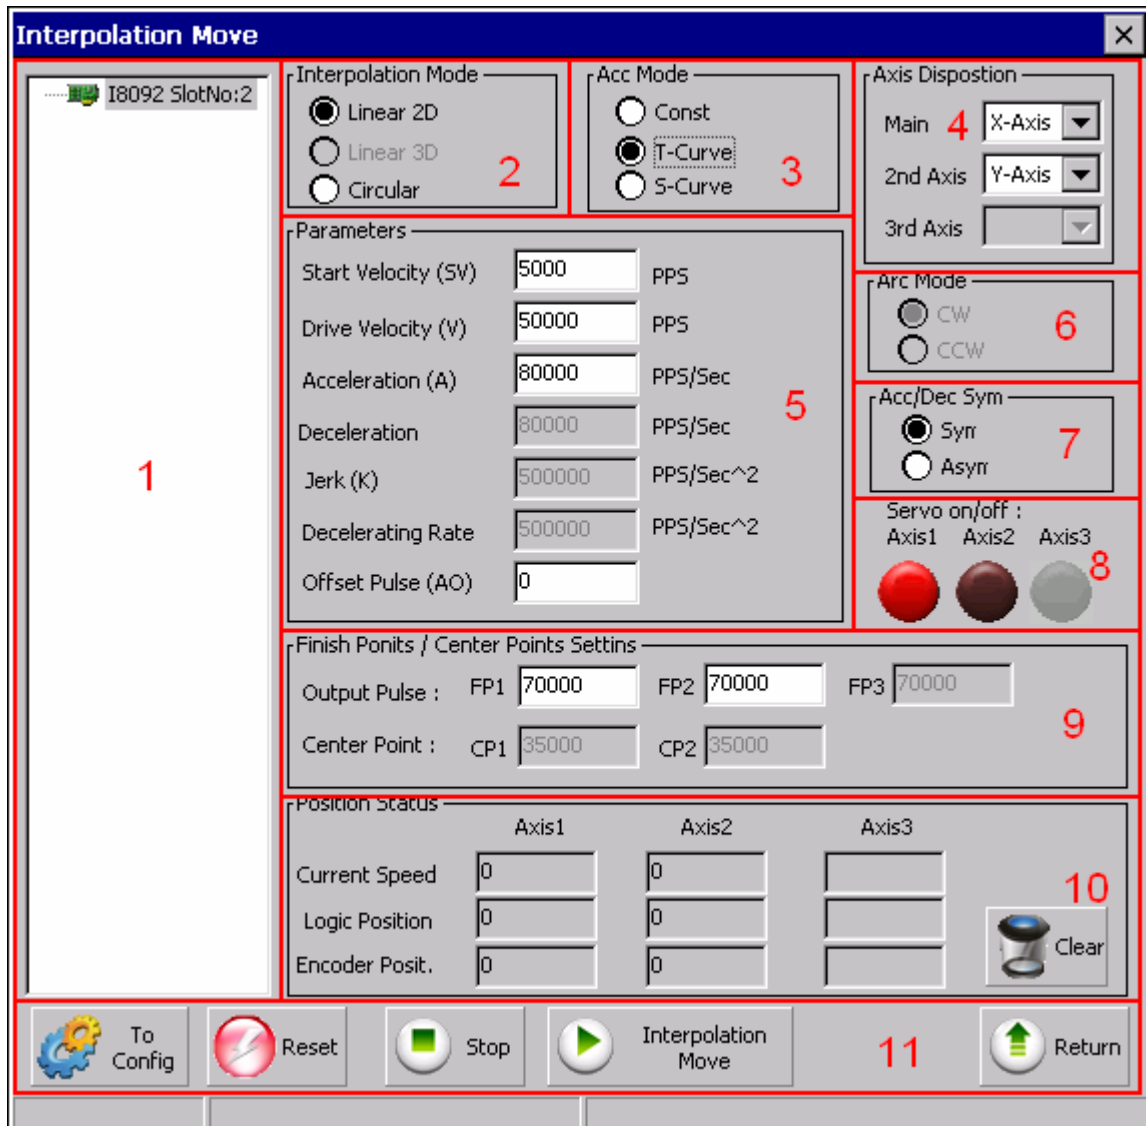 Interpolation Move
I8092 SlotNo:2
1
Interpolation Mode
Linear 2D
Linear 3D
Circular
2
Acc Mode
Const
T-Curve
S-Curve
3
Axis Dispostion
Main 4 X-Axis
2nd Axis Y-Axis
3rd Axis
Parameters
Start Velocity (SV) 5000 PPS
Drive Velocity (V) 50000 PPS
Acceleration (A) 80000 PPS/Sec
Deceleration 80000 PPS/Sec
Jerk (K) 500000 PPS/Sec^2
Decelerating Rate 500000 PPS/Sec^2
Offset Pulse (AO) 0
5
Arc Mode
CW
CCW
6
Acc/Dec Sym
Sym
Asym
7
Servo on/off :
Axis1 Axis2 Axis3
8
Finish Ponits / Center Points Settins
Output Pulse : FP1 70000 FP2 70000 FP3 70000
Center Point : CP1 35000 CP2 35000
9
Position Status
Axis1 Axis2 Axis3
Current Speed 0 0
Logic Position 0 0
Encoder Posit. 0 0
10
Clear
To Config
Reset
Stop
Interpolation Move
11
Return